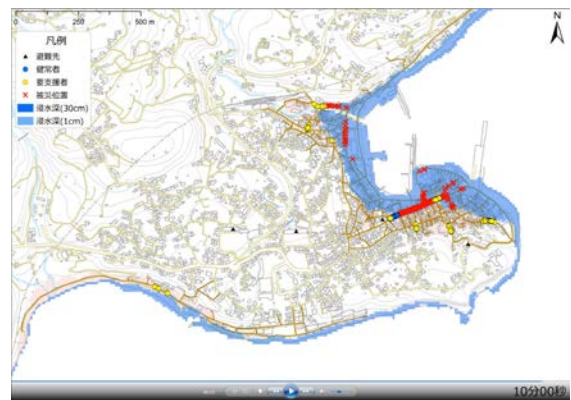 0
250
500 m
N
凡例
避難先
健常者
要支援者
被災位置
浸水深(30cm)
浸水深(1cm)
10分00秒